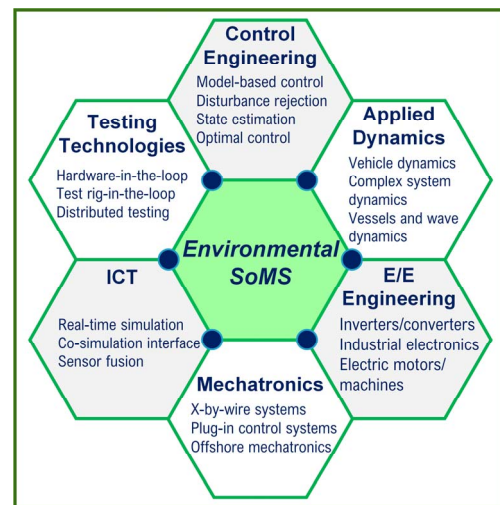 Control
Engineering
Model-based control
Disturbance rejection
State estimation
Optimal control
Testing
Technologies
Hardware-in-the-loop
Test rig-in-the-loop
Distributed testing
Applied
Dynamics
Vehicle dynamics
Complex system
dynamics
Vessels and wave
dynamics
Environmental
SoMS
ICT
Real-time simulation
Co-simulation interface
Sensor fusion
E/E
Engineering
Inverters/converters
Industrial electronics
Electric motors/
machines
Mechatronics
X-by-wire systems
Plug-in control systems
Offshore mechatronics